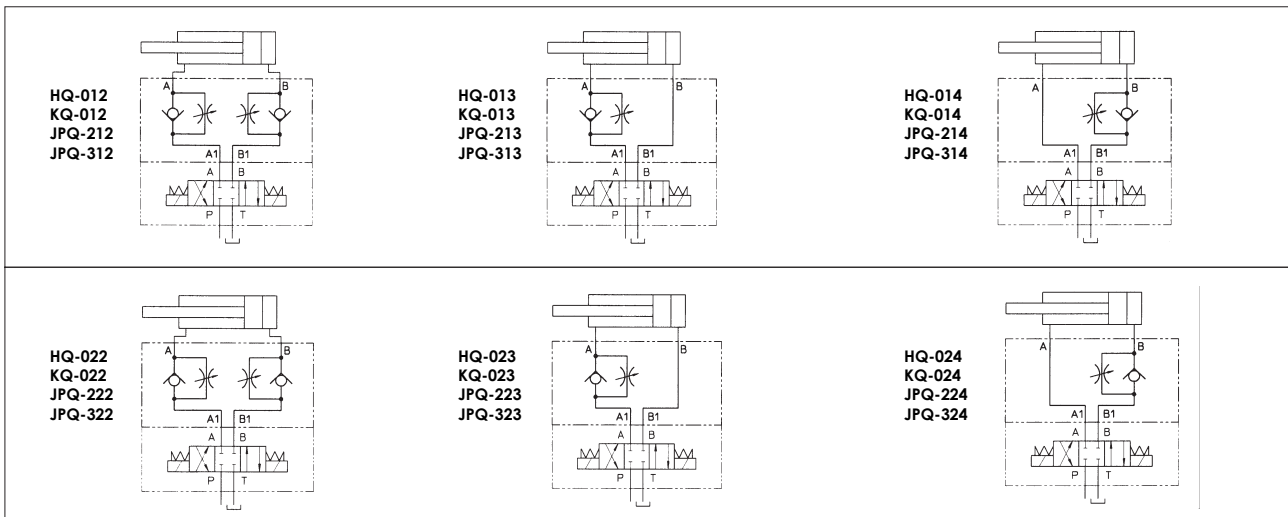 HQ-012
KQ-012
JPQ-212
JPQ-312
A B
A1 B1
A B
P T
HQ-013
KQ-013
JPQ-213
JPQ-313
A B
A1 B1
A B
P T
HQ-014
KQ-014
JPQ-214
JPQ-314
A B
A1 B1
A B
P T
HQ-022
KQ-022
JPQ-222
JPQ-322
A B
A1 B1
A B
P T
HQ-023
KQ-023
JPQ-223
JPQ-323
A B
A1 B1
A B
P T
HQ-024
KQ-024
JPQ-224
JPQ-324
A B
A1 B1
A B
P T